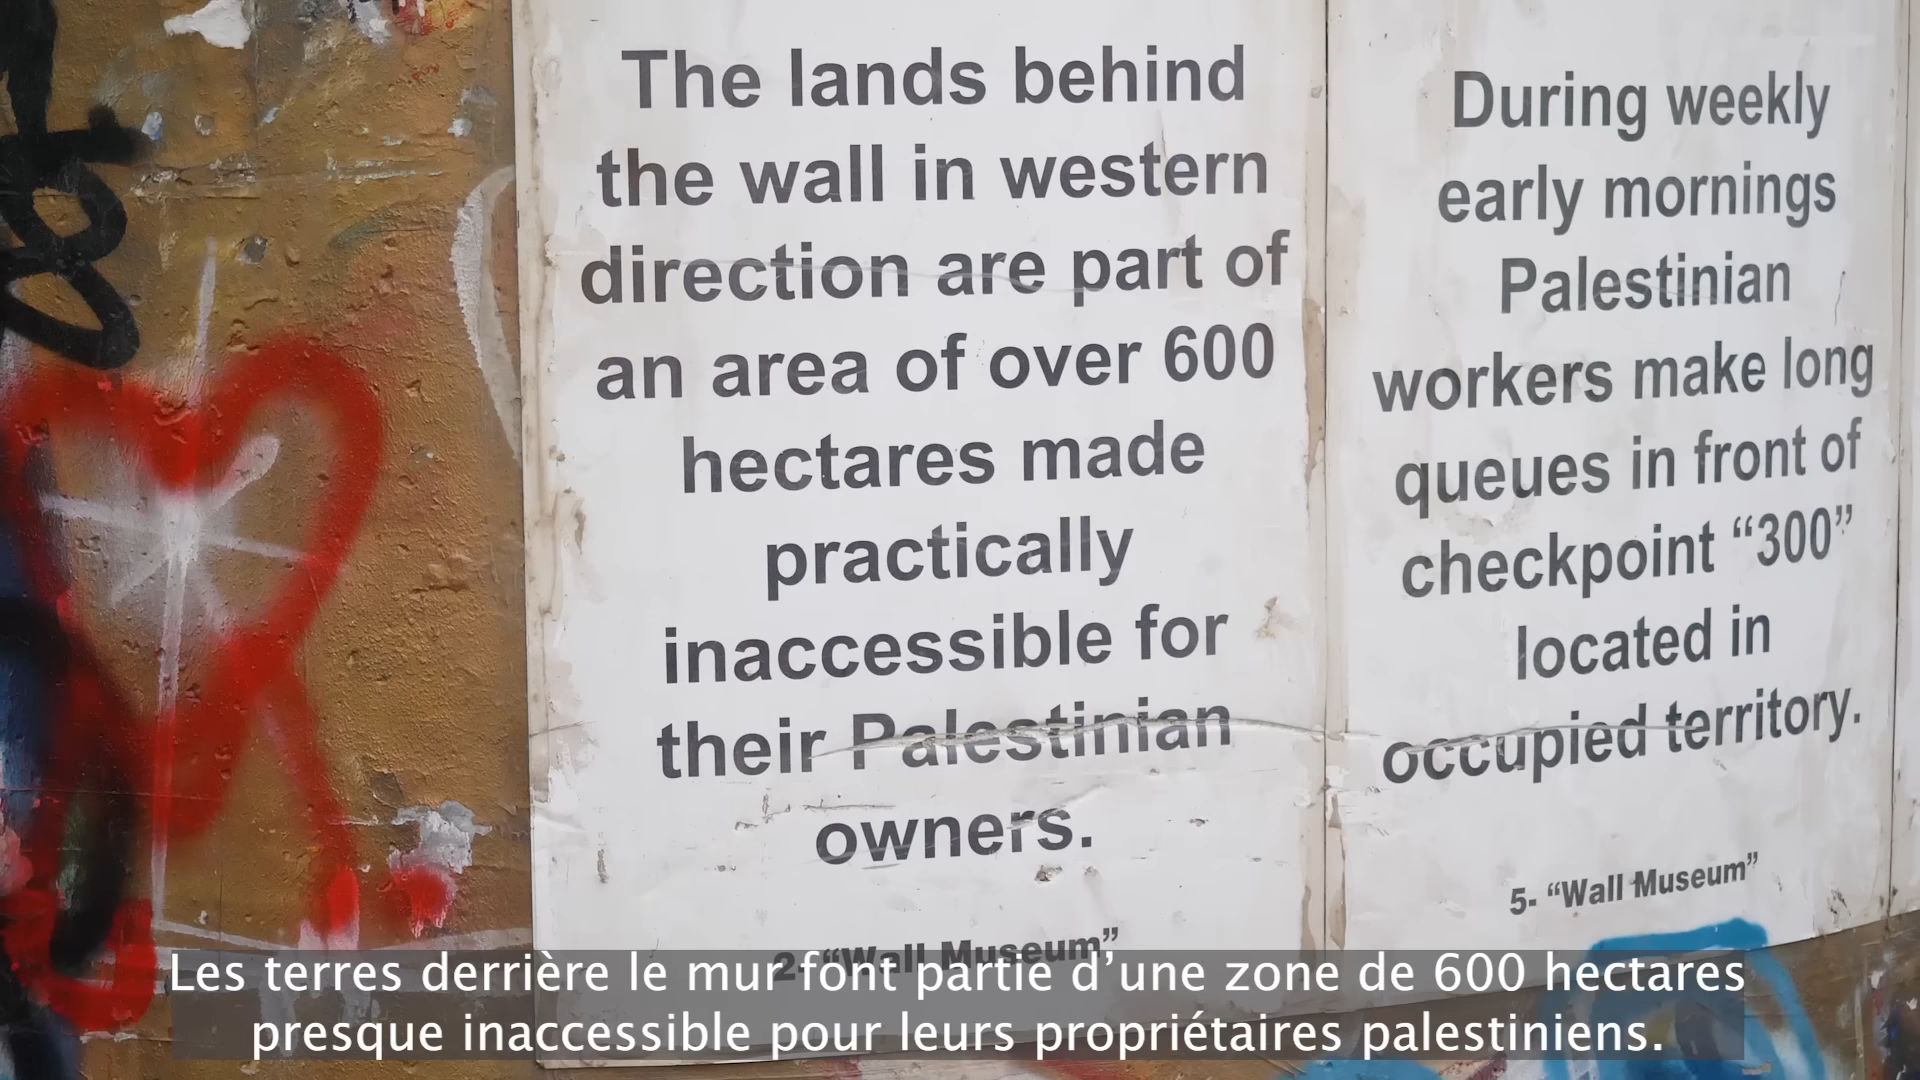 The lands behind
the wall in western
direction are part of
an area of over 600
hectares made
practically
inaccessible for
their Palestinian
owners.
2- “Wall Museum”
During weekly
early mornings
Palestinian
workers make long
queues in front of
checkpoint “300”
located in
occupied territory.
5- “Wall Museum”
Les terres derrière le mur font partie d’une zone de 600 hectares
presque inaccessible pour leurs propriétaires palestiniens.